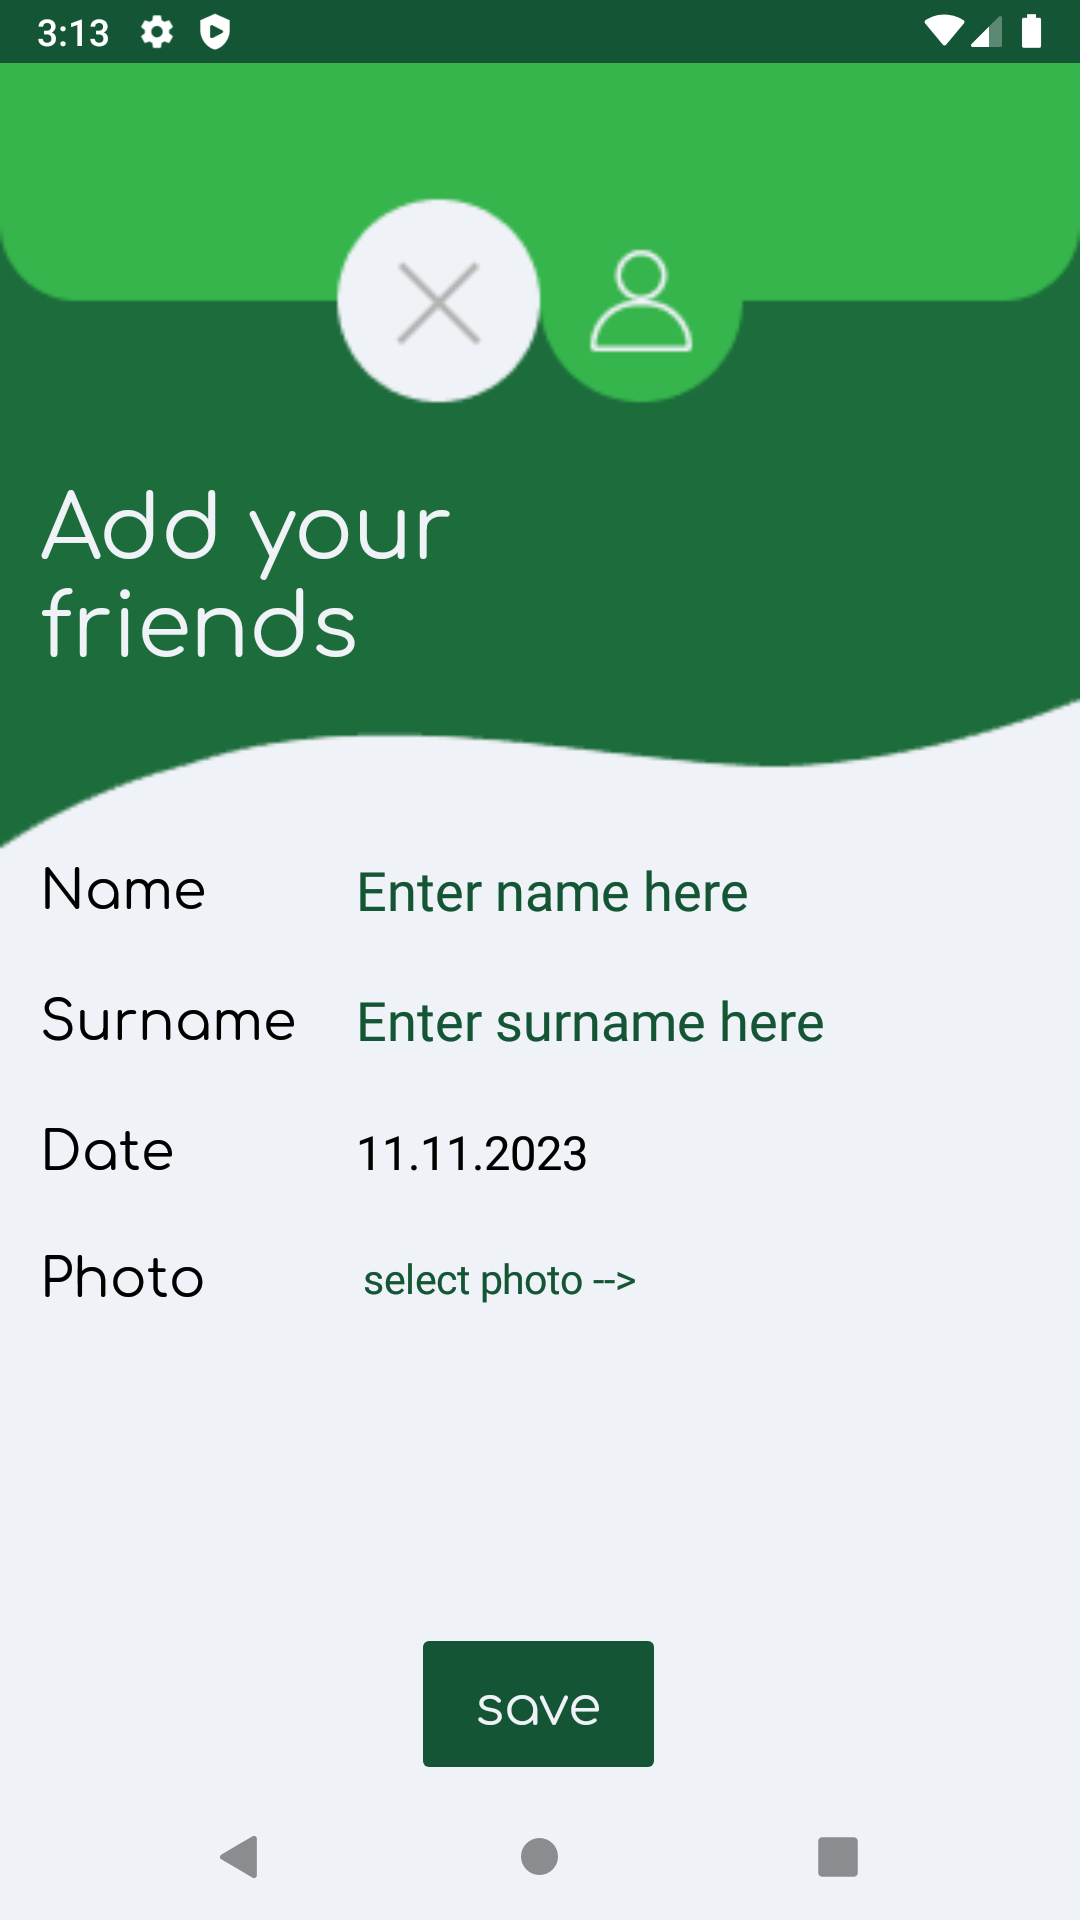 3:13
Add your
friends
Name Enter name here
Surname Enter surname here
Date 11.11.2023
Photo select photo -->
save